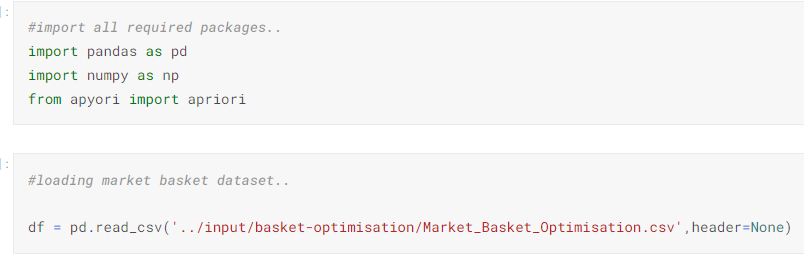 ]:
#import all required packages..
import pandas as pd
import numpy as np
from apyori import apriori
]:
#loading market basket dataset..
df = pd.read_csv('../input/basket-optimisation/Market_Basket_Optimisation.csv',header=None)